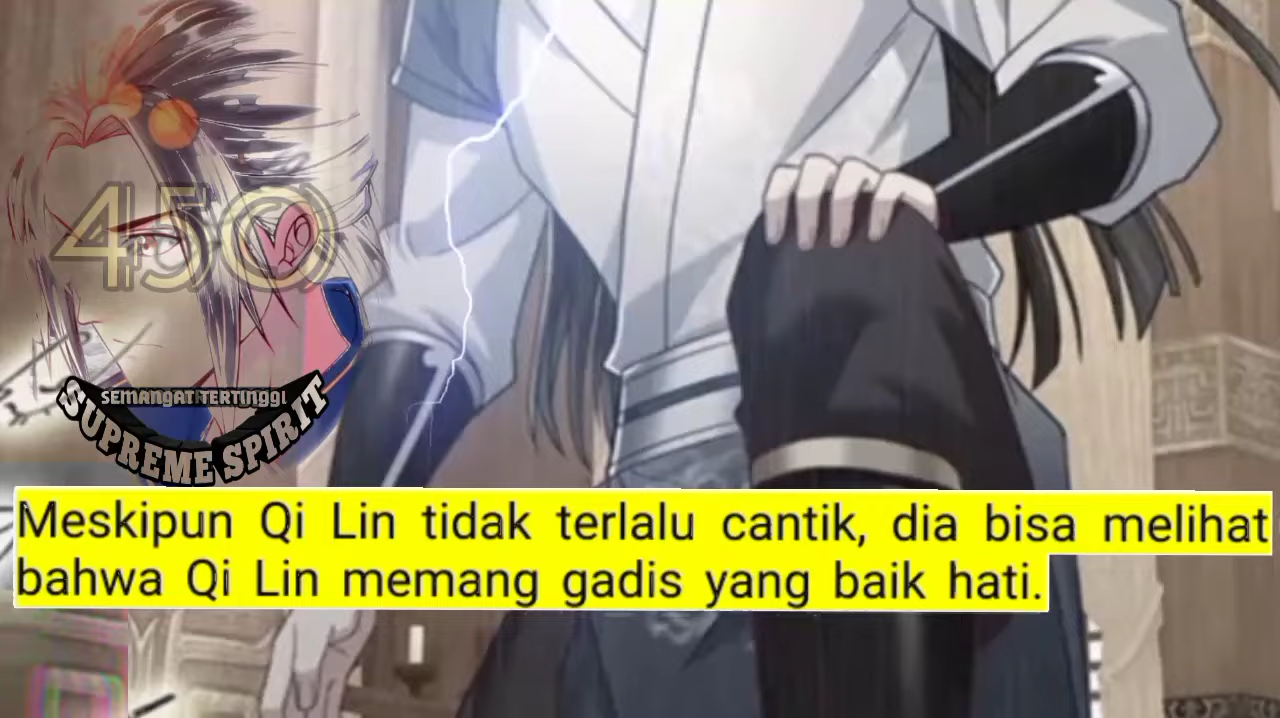 450
SEMANGAT TERTINGGI
SUPREME SPIRIT
Meskipun Qi Lin tidak terlalu cantik, dia bisa melihat
bahwa Qi Lin memang gadis yang baik hati.